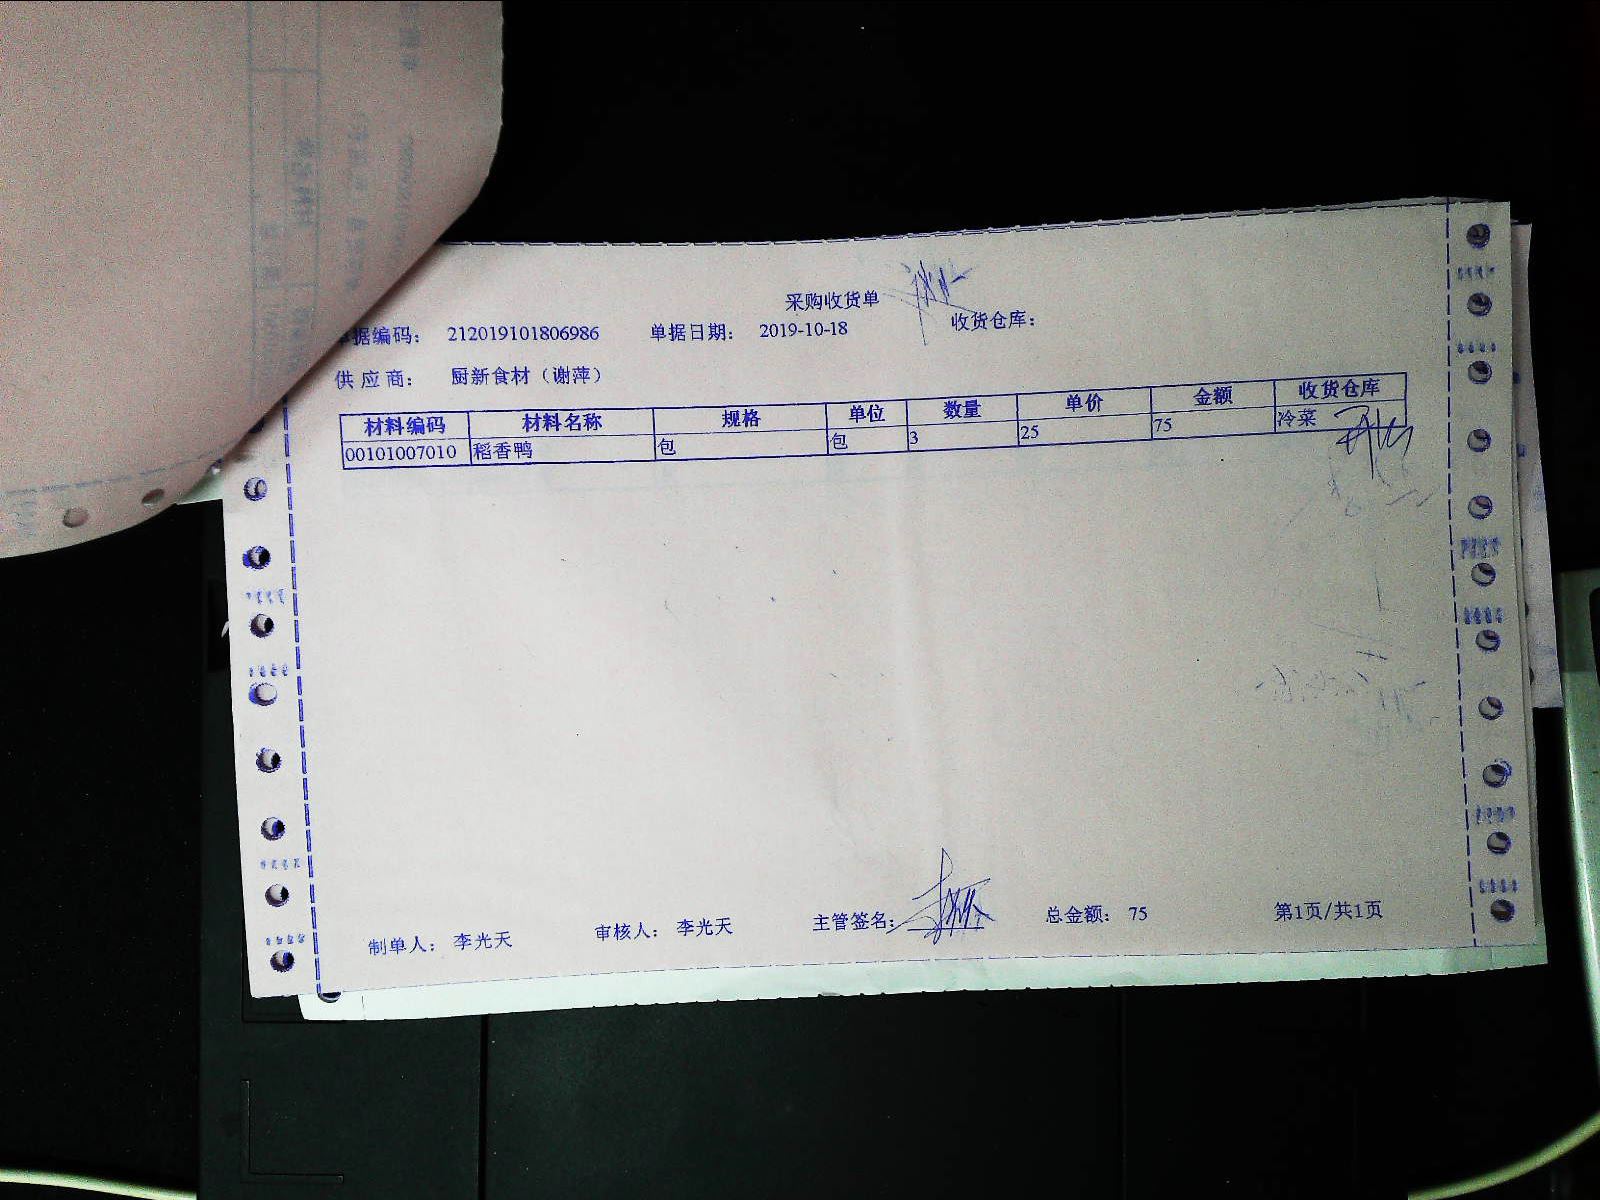 采购收货单
据编码： 212019101806986 单据日期： 2019-10-18 收货仓库：
供应商： 厨新食材（谢萍）
材料编码 材料名称 规格 单位 数量 单价 金额 收货仓库
00101007010 稻香鸭 包 包 3 25 75 冷菜
制单人： 李光天 审核人： 李光天 主管签名： 总金额： 75 第1页/共1页